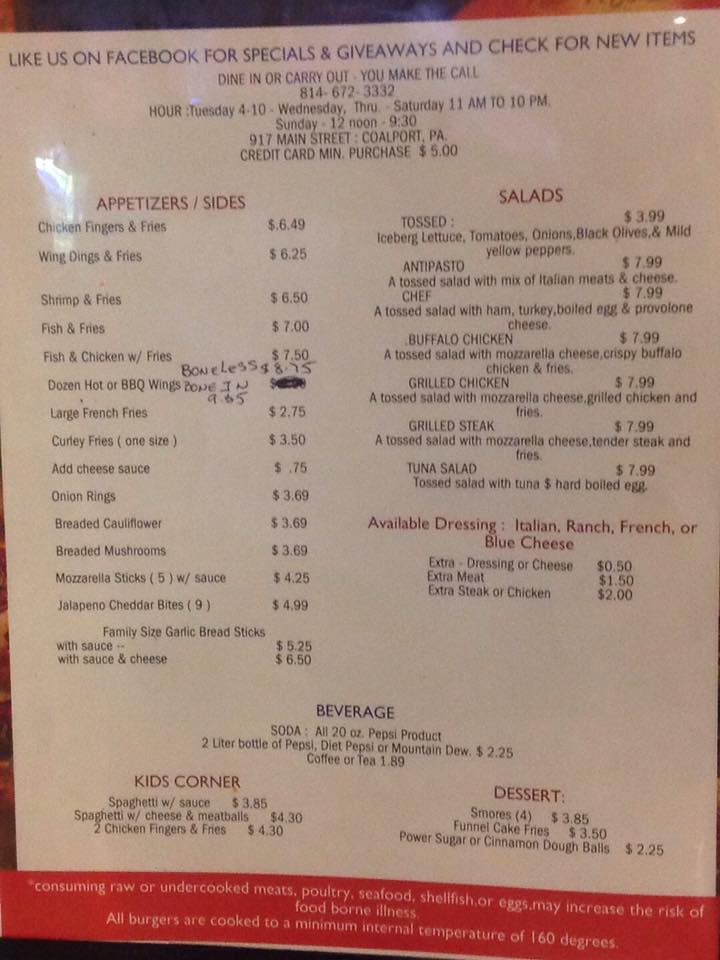 LIKE US ON FACEBOOK FOR SPECIALS & GIVEAWAYS AND CHECK FOR NEW ITEMS
DINE IN OR CARRY OUT - YOU MAKE THE CALL
814- 672- 3332
HOUR :Tuesday 4-10 - Wednesday, Thru. - Saturday 11 AM TO 10 PM.
Sunday - 12 noon - 9:30
917 MAIN STREET : COALPORT, PA.
CREDIT CARD MIN. PURCHASE $ 5.00
APPETIZERS / SIDES
Chicken Fingers & Fries $.6.49
Wing Dings & Fries $ 6.25
Shrimp & Fries $ 6.50
Fish & Fries $ 7.00
Fish & Chicken w/ Fries $ 7.50
BONELESS $ 8.75
Dozen Hot or BBQ Wings BONE IN $
9.85
Large French Fries $ 2.75
Curley Fries ( one size ) $ 3.50
Add cheese sauce $ .75
Onion Rings $ 3.69
Breaded Cauliflower $ 3.69
Breaded Mushrooms $ 3.69
Mozzarella Sticks ( 5 ) w/ sauce $ 4.25
Jalapeno Cheddar Bites ( 9 ) $ 4.99
Family Size Garlic Bread Sticks
with sauce -- $ 5.25
with sauce & cheese $ 6.50
SALADS
TOSSED : $ 3.99
Iceberg Lettuce, Tomatoes, Onions,Black Olives,& Mild
yellow peppers.
ANTIPASTO $ 7.99
A tossed salad with mix of Italian meats & cheese.
CHEF $ 7.99
A tossed salad with ham, turkey,boiled egg & provolone
cheese.
.BUFFALO CHICKEN $ 7.99
A tossed salad with mozzarella cheese,crispy buffalo
chicken & fries.
GRILLED CHICKEN $ 7.99
A tossed salad with mozzarella cheese,grilled chicken and
fries.
GRILLED STEAK $ 7.99
A tossed salad with mozzarella cheese,tender steak and
fries.
TUNA SALAD $ 7.99
Tossed salad with tuna $ hard boiled egg.
Available Dressing : Italian, Ranch, French, or
Blue Cheese
Extra - Dressing or Cheese $0.50
Extra Meat $1.50
Extra Steak or Chicken $2.00
BEVERAGE
SODA : All 20 oz. Pepsi Product
2 Liter bottle of Pepsi, Diet Pepsi or Mountain Dew. $ 2.25
Coffee or Tea 1.89
KIDS CORNER
Spaghetti w/ sauce $ 3.85
Spaghetti w/ cheese & meatballs $4.30
2 Chicken Fingers & Fries $ 4.30
DESSERT:
Smores (4) $ 3.85
Funnel Cake Fries $ 3.50
Power Sugar or Cinnamon Dough Balls $ 2.25
*consuming raw or undercooked meats, poultry, seafood, shellfish,or eggs,may increase the risk of
food borne illness.
All burgers are cooked to a minimum internal temperature of 160 degrees.